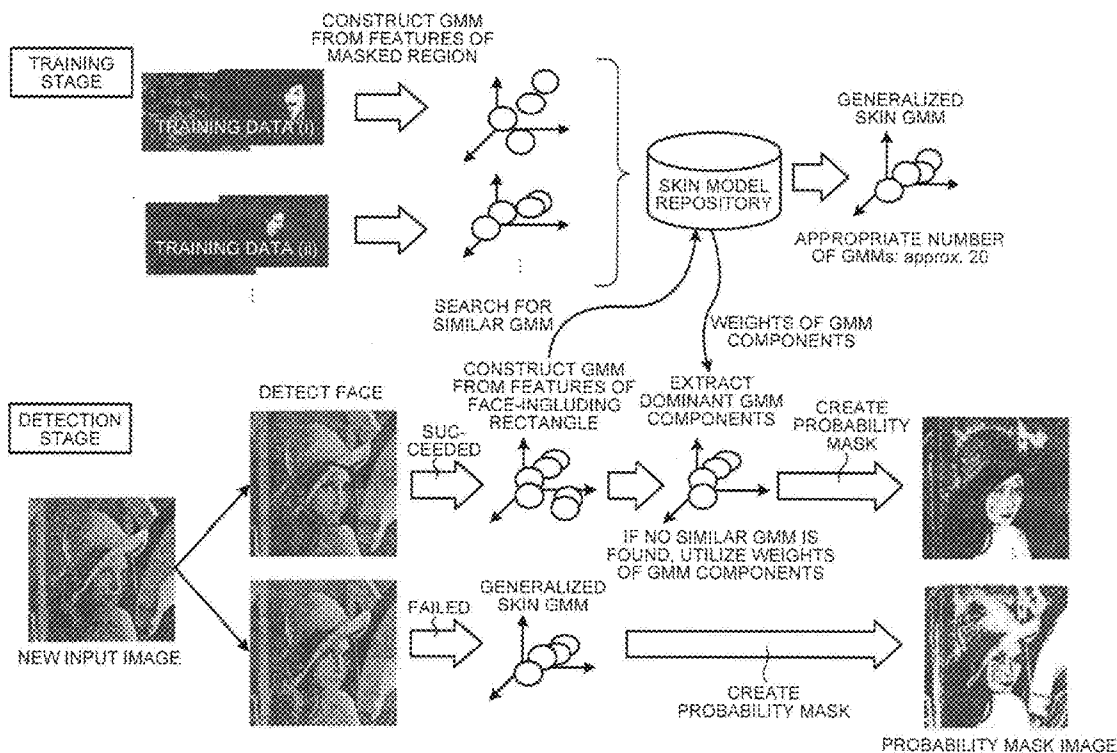 TRAINING
STAGE
CONSTRUCT GMM
FROM FEATURES OF
MASKED REGION
TRAINING DATA (i)
TRAINING DATA (ii)
SKIN MODEL
REPOSITORY
GENERALIZED
SKIN GMM
APPROPRIATE NUMBER
OF GMMs: approx. 20
SEARCH FOR
SIMILAR GMM
WEIGHTS OF GMM
COMPONENTS
DETECTION
STAGE
DETECT FACE
SUC-
CEEDED
CONSTRUCT GMM
FROM FEATURES OF
FACE-INCLUDING
RECTANGLE
EXTRACT
DOMINANT GMM
COMPONENTS
CREATE
PROBABILITY
MASK
IF NO SIMILAR GMM IS
FOUND, UTILIZE WEIGHTS
OF GMM COMPONENTS
NEW INPUT IMAGE
FAILED
GENERALIZED
SKIN GMM
CREATE
PROBABILITY MASK
PROBABILITY MASK IMAGE